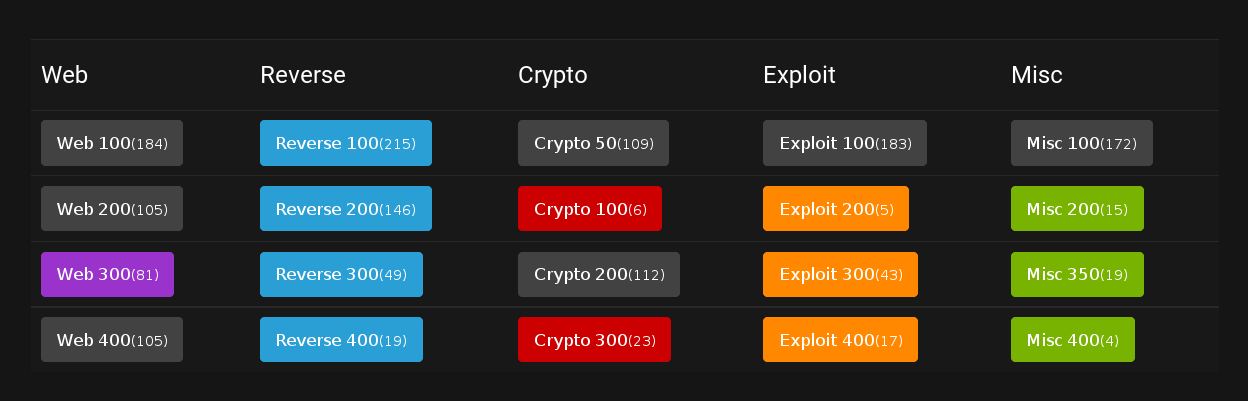 Web Reverse Crypto Exploit Misc
Web 100(184) Reverse 100(215) Crypto 50(109) Exploit 100(183) Misc 100(172)
Web 200(105) Reverse 200(146) Crypto 100(6) Exploit 200(5) Misc 200(15)
Web 300(81) Reverse 300(49) Crypto 200(112) Exploit 300(43) Misc 350(19)
Web 400(105) Reverse 400(19) Crypto 300(23) Exploit 400(17) Misc 400(4)